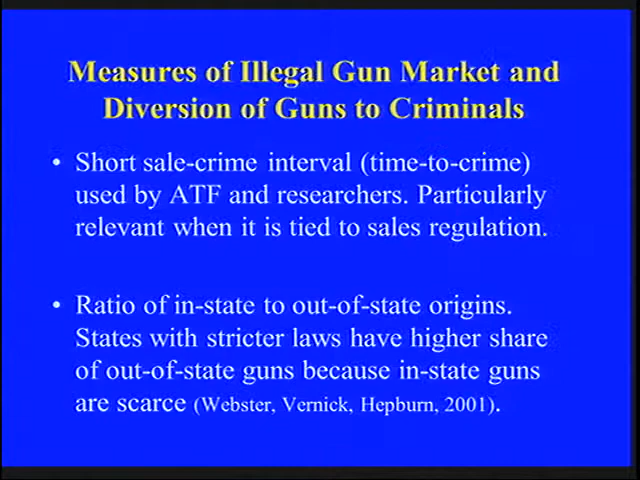 Measures of Illegal Gun Market and
Diversion of Guns to Criminals
• Short sale-crime interval (time-to-crime)
used by ATF and researchers. Particularly
relevant when it is tied to sales regulation.
• Ratio of in-state to out-of-state origins.
States with stricter laws have higher share
of out-of-state guns because in-state guns
are scarce (Webster, Vernick, Hepburn, 2001).